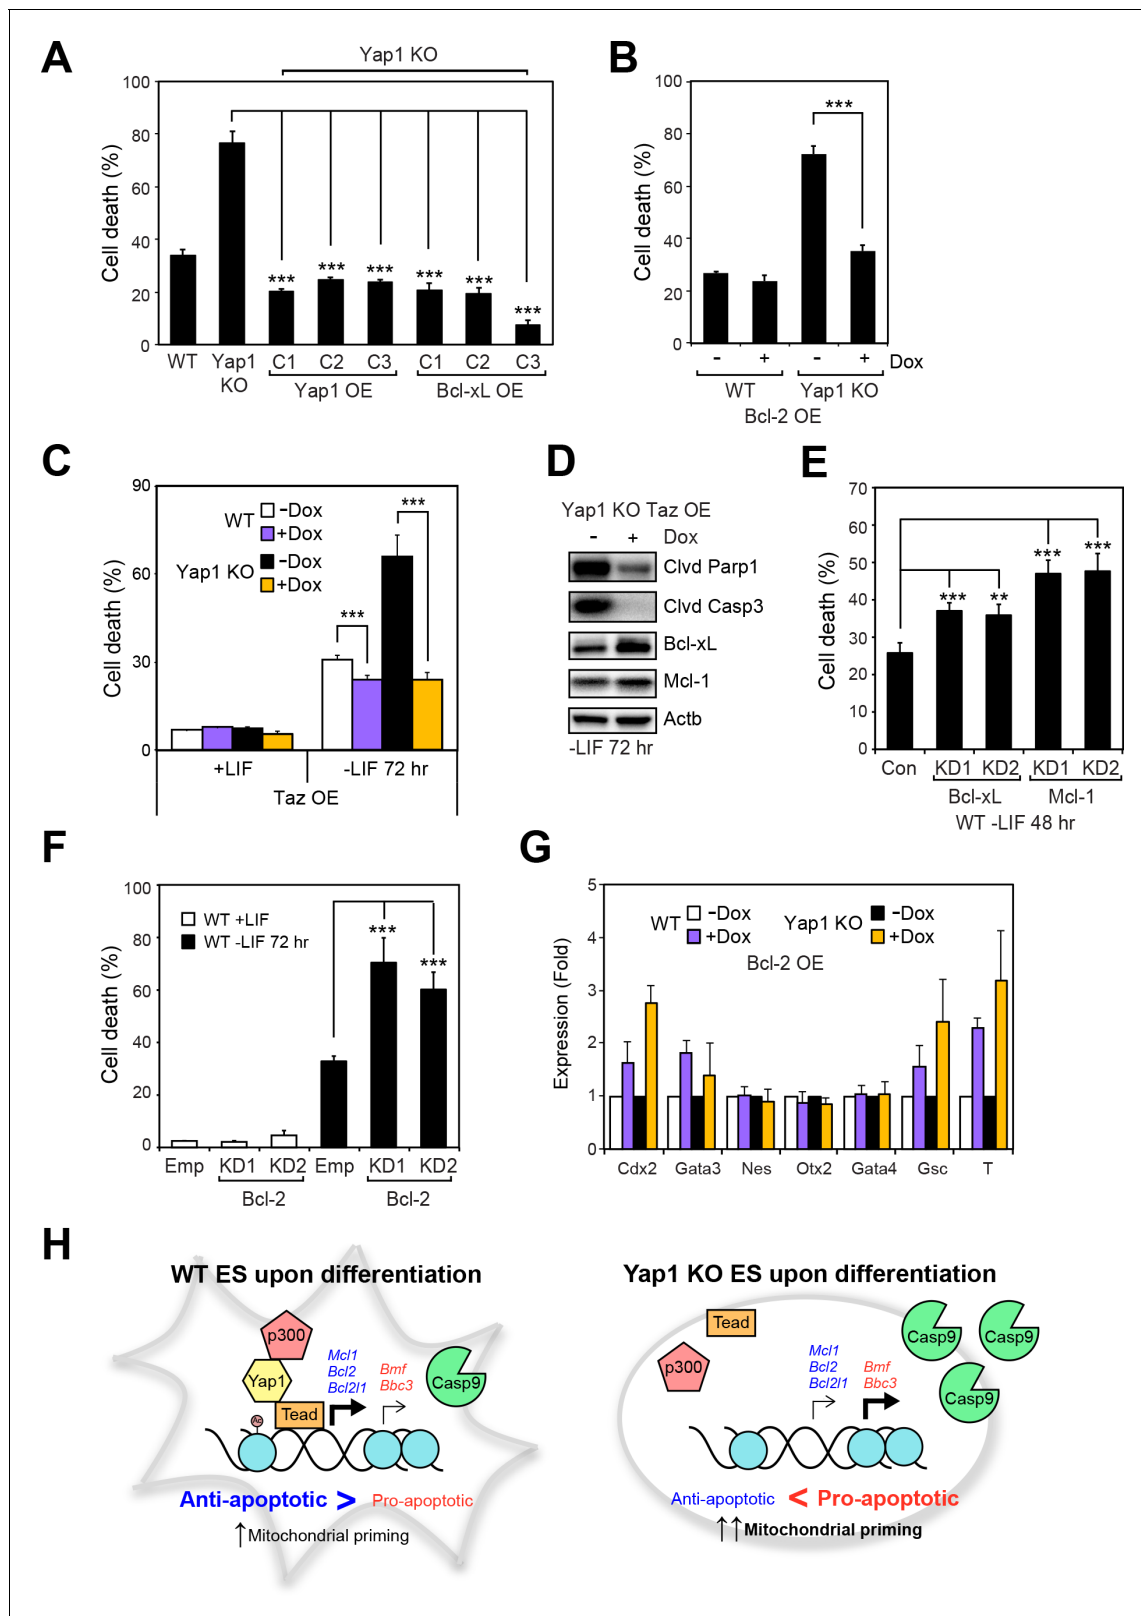 A
Yap1 KO
Cell death (%)
100
80
60
40
20
0
*** *** *** *** *** ***
WT Yap1 KO C1 C2 C3 C1 C2 C3
Yap1 OE Bcl-xL OE
B
Cell death (%)
100
80
60
40
20
0
***
- + - + Dox
WT Yap1 KO
Bcl-2 OE
C
Cell death (%)
90
60
30
0
WT -Dox
+Dox
Yap1 KO -Dox
+Dox
***
***
+LIF -LIF 72 hr
Taz OE
D
Yap1 KO Taz OE
- + Dox
Clvd Parp1
Clvd Casp3
Bcl-xL
Mcl-1
Actb
-LIF 72 hr
E
Cell death (%)
70
60
50
40
30
20
10
0
*** ** *** ***
Con KD1 KD2 KD1 KD2
Bcl-xL Mcl-1
WT -LIF 48 hr
F
Cell death (%)
100
80
60
40
20
0
WT +LIF
WT -LIF 72 hr
*** ***
Emp KD1 KD2 Emp KD1 KD2
Bcl-2 Bcl-2
G
Expression (Fold)
5
4
3
2
1
0
WT -Dox
+Dox
Yap1 KO -Dox
+Dox
Bcl-2 OE
Cdx2 Gata3 Nes Otx2 Gata4 Gsc T
H
WT ES upon differentiation
p300
Yap1
Tead
Ac
Mcl1
Bcl2
Bcl2l1
Bmf
Bbc3
Casp9
Anti-apoptotic > Pro-apoptotic
↑Mitochondrial priming
Yap1 KO ES upon differentiation
Tead
p300
Mcl1
Bcl2
Bcl2l1
Bmf
Bbc3
Casp9
Casp9
Casp9
Anti-apoptotic < Pro-apoptotic
↑↑Mitochondrial priming